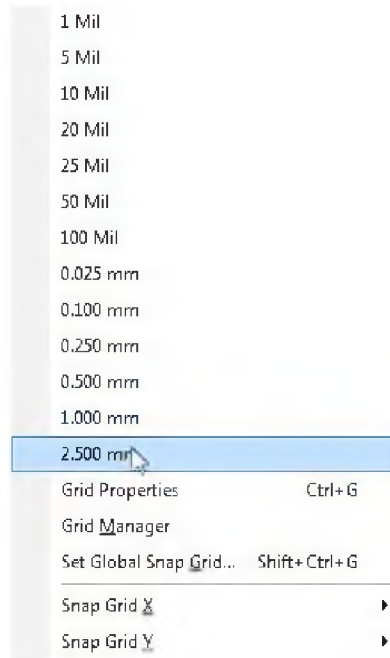 1 Mil
5 Mil
10 Mil
20 Mil
25 Mil
50 Mil
100 Mil
0.025 mm
0.100 mm
0.250 mm
0.500 mm
1.000 mm
2.500 mm
Grid Properties Ctrl+G
Grid Manager
Set Global Snap Grid... Shift+Ctrl+G
Snap Grid X
Snap Grid Y